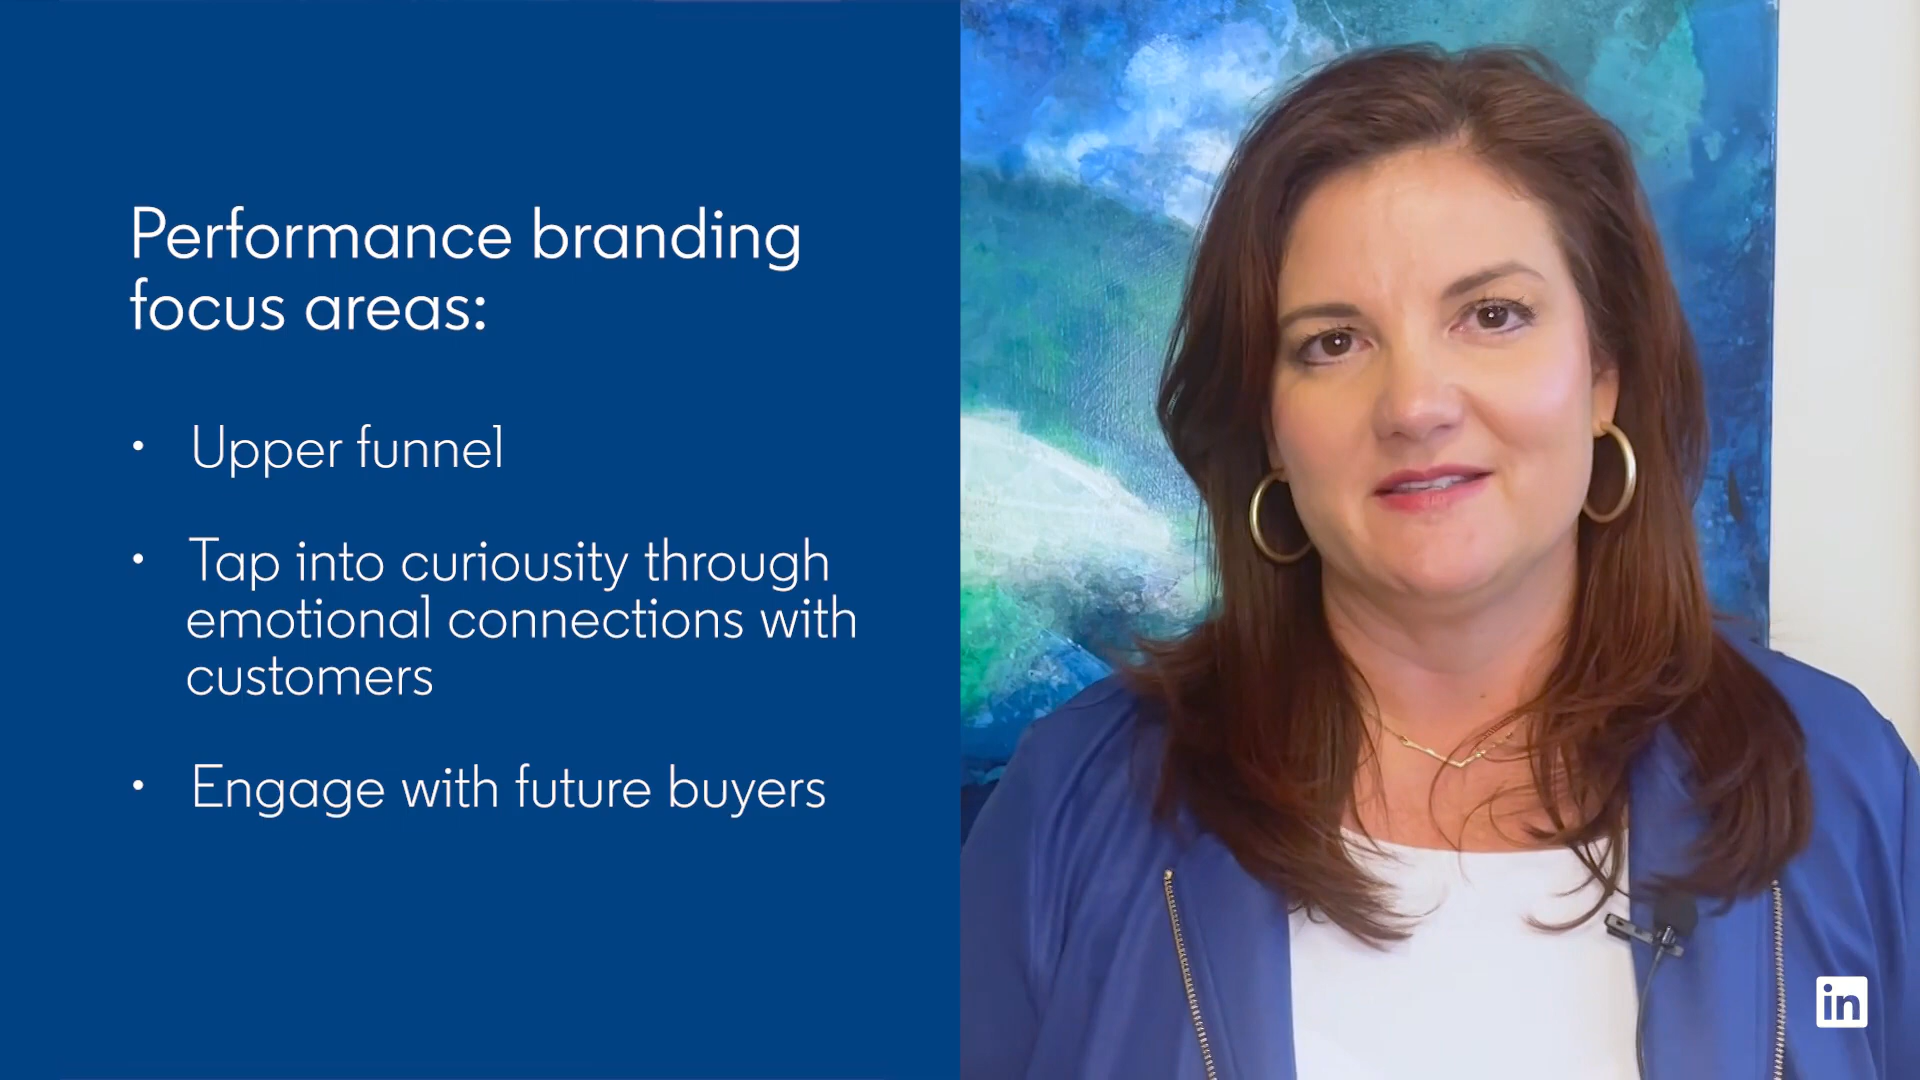 Performance branding
focus areas:
• Upper funnel
• Tap into curiousity through
emotional connections with
customers
• Engage with future buyers
in